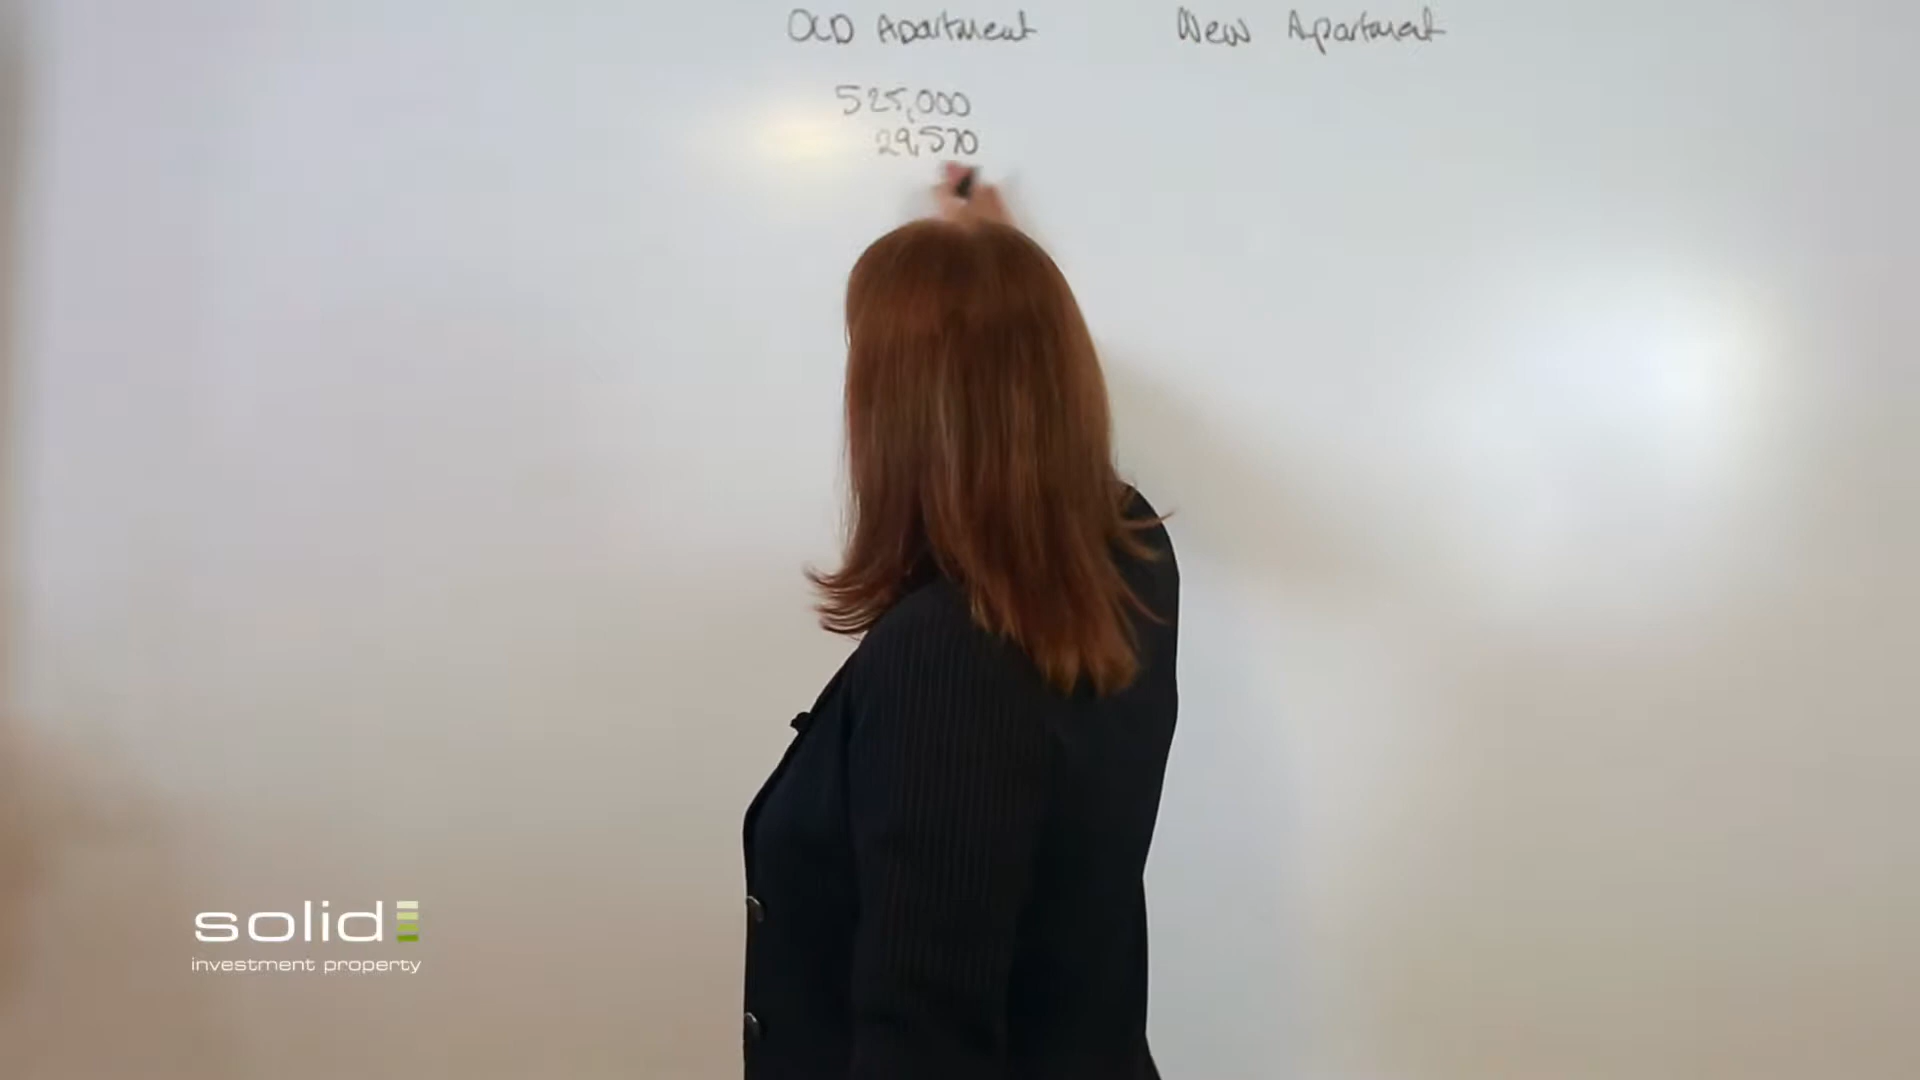 OLD Apartment New Apartment
525,000
29,570
solid
investment property